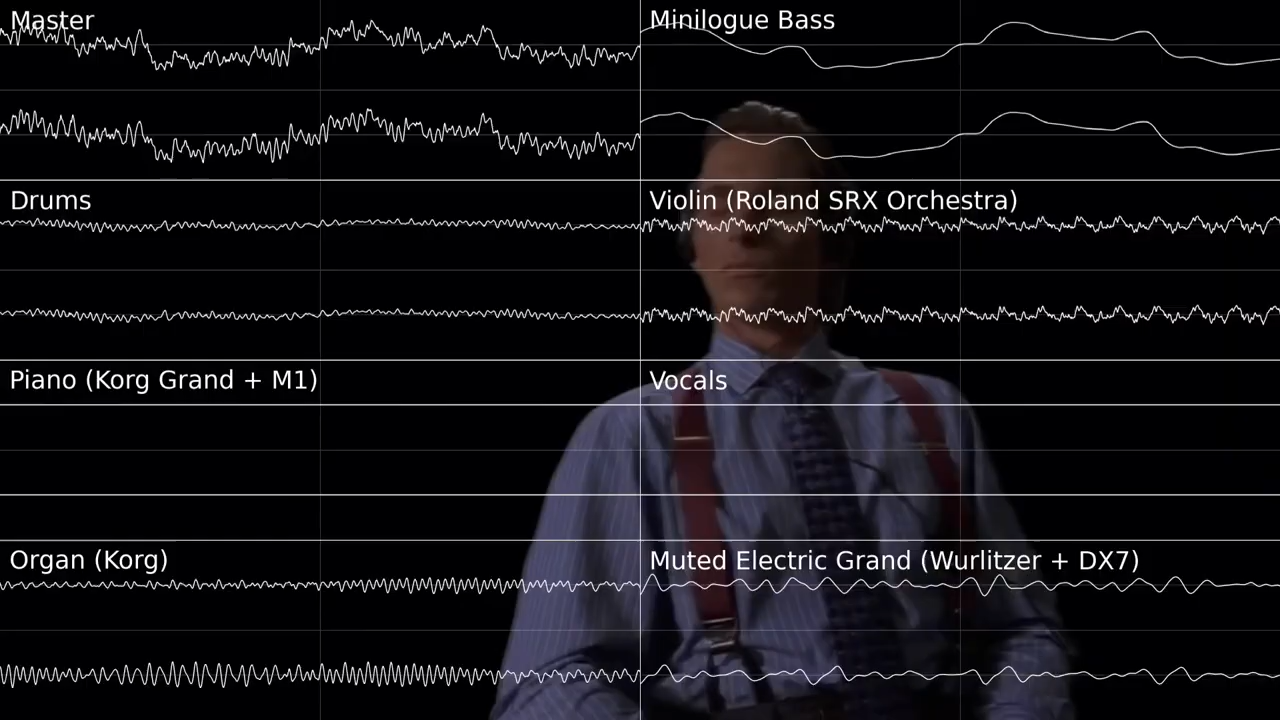 Master
Minilogue Bass
Drums
Violin (Roland SRX Orchestra)
Piano (Korg Grand + M1)
Vocals
Organ (Korg)
Muted Electric Grand (Wurlitzer + DX7)